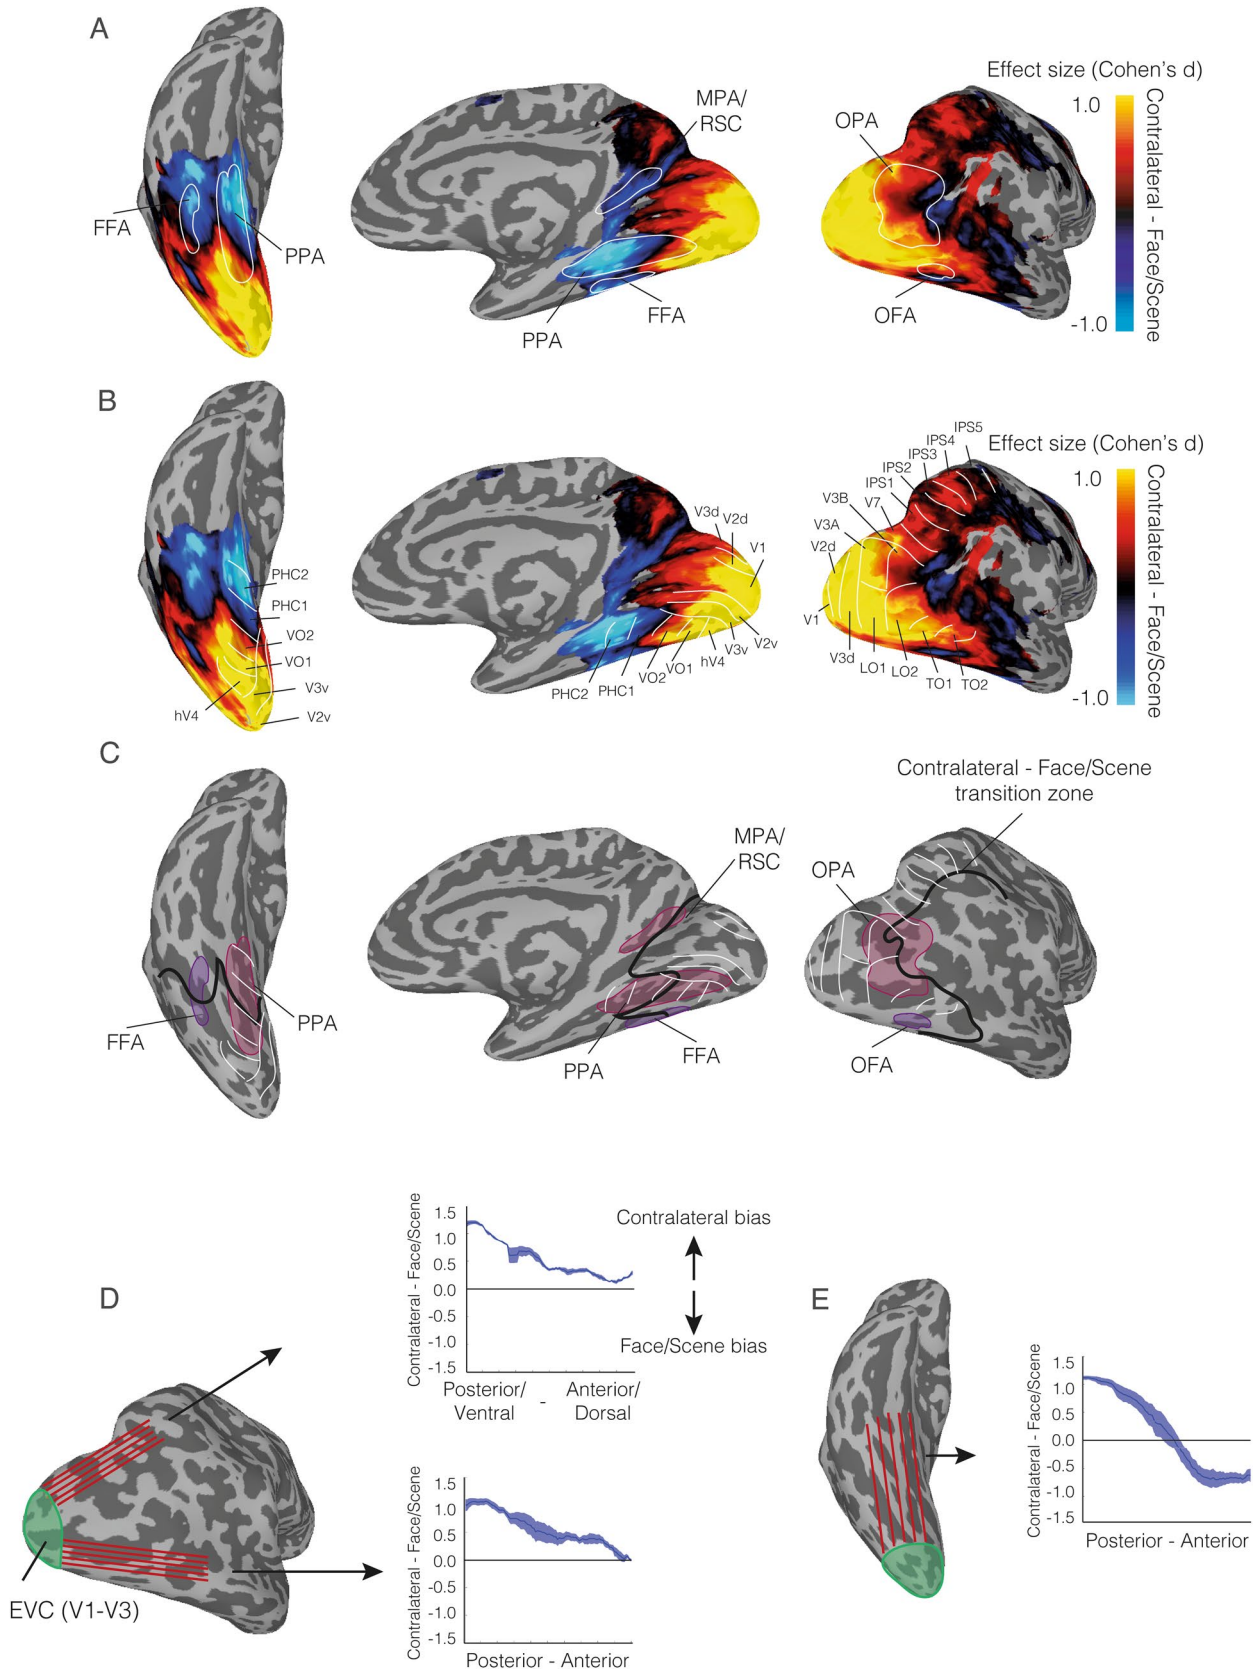 A
FFA
PPA
MPA/
RSC
PPA
FFA
OPA
OFA
Effect size (Cohen's d)
1.0
-1.0
Contralateral - Face/Scene
B
PHC2
PHC1
VO2
VO1
V3v
hV4
V2v
V3d
V2d
V1
V2v
V3v
hV4
VO1
VO2
PHC1
PHC2
IPS5
IPS4
IPS3
IPS2
IPS1
V7
V3B
V3A
V2d
V1
V3d
LO1
LO2
TO1
TO2
Effect size (Cohen's d)
1.0
-1.0
Contralateral - Face/Scene
C
FFA
PPA
MPA/
RSC
PPA
FFA
Contralateral - Face/Scene
transition zone
OPA
OFA
D
EVC (V1-V3)
Contralateral - Face/Scene
1.5
1.0
0.5
0.0
-0.5
-1.0
-1.5
Posterior/
Ventral
-
Anterior/
Dorsal
Contralateral bias
Face/Scene bias
Contralateral - Face/Scene
1.5
1.0
0.5
0.0
-0.5
-1.0
-1.5
Posterior - Anterior
E
Contralateral - Face/Scene
1.5
1.0
0.5
0.0
-0.5
-1.0
-1.5
Posterior - Anterior